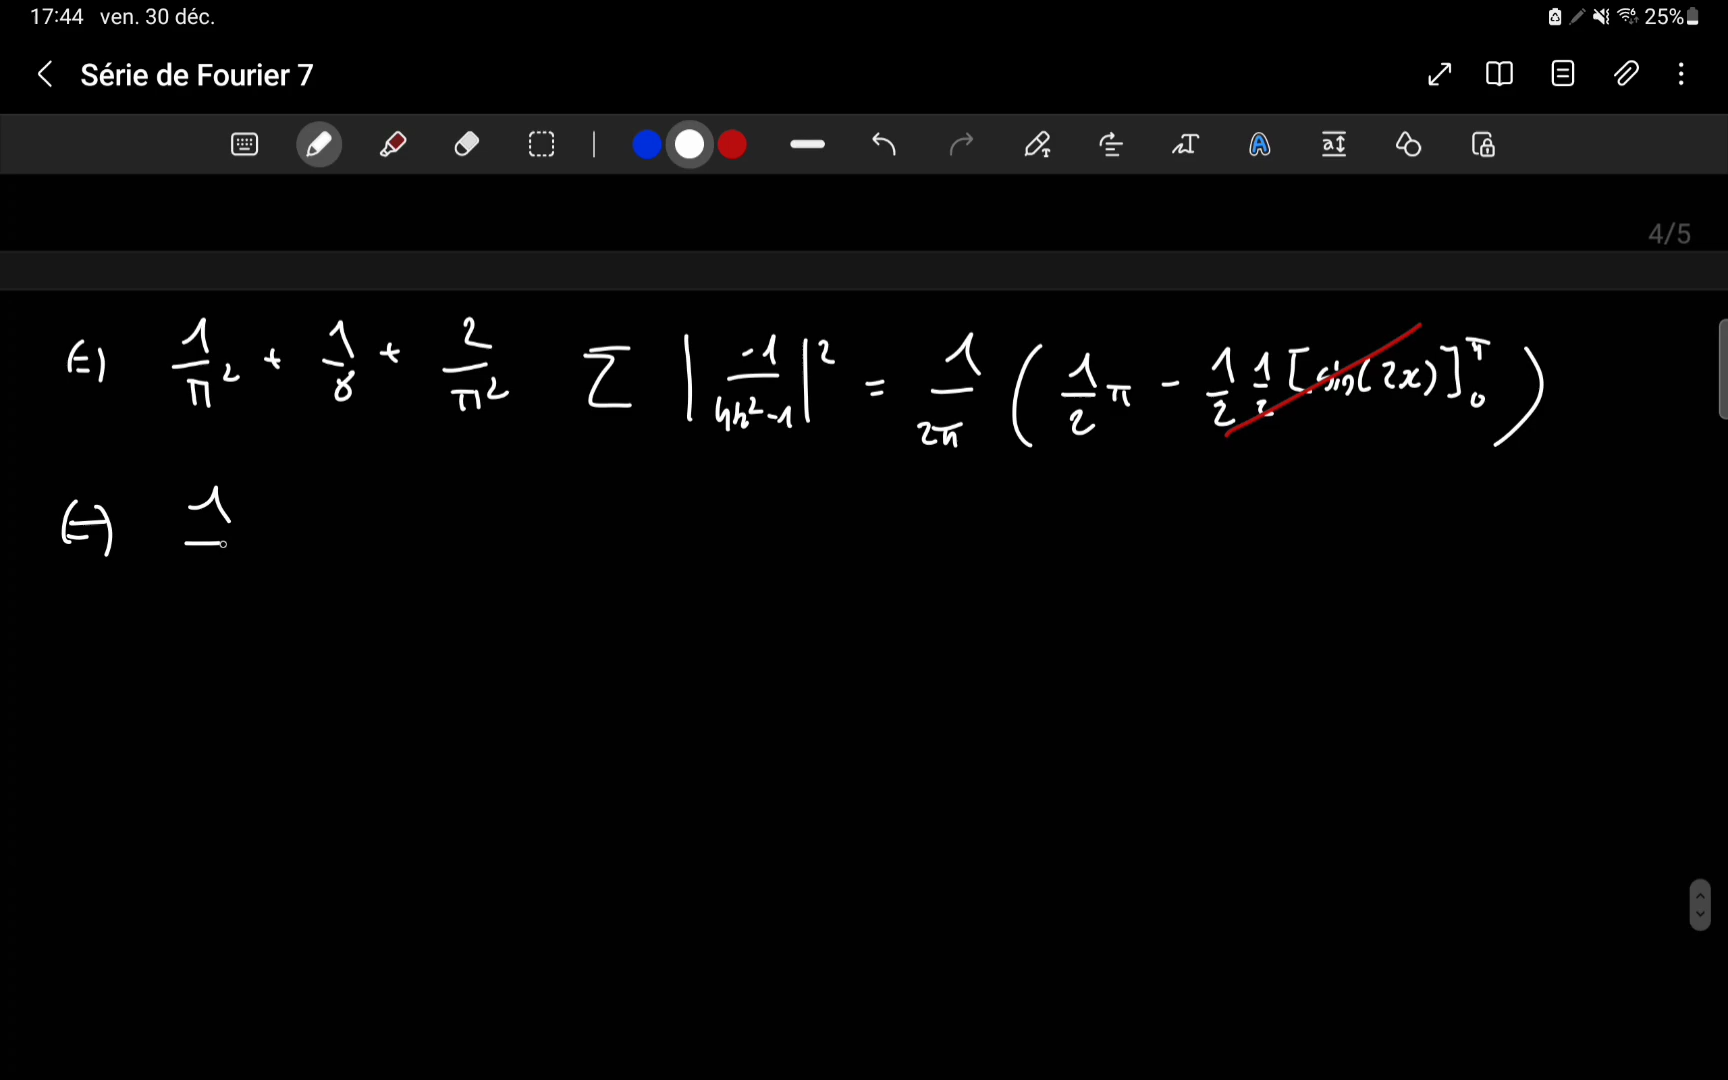 17:44 ven. 30 déc.
25%
Série de Fourier 7
4/5
(=) 1/π² + 1/8 + 2/π² Σ |-1/(4n²-1)|² = 1/2π (1/2 π - 1/2 1/2 [sin(2x)]₀^π)
(=) 1